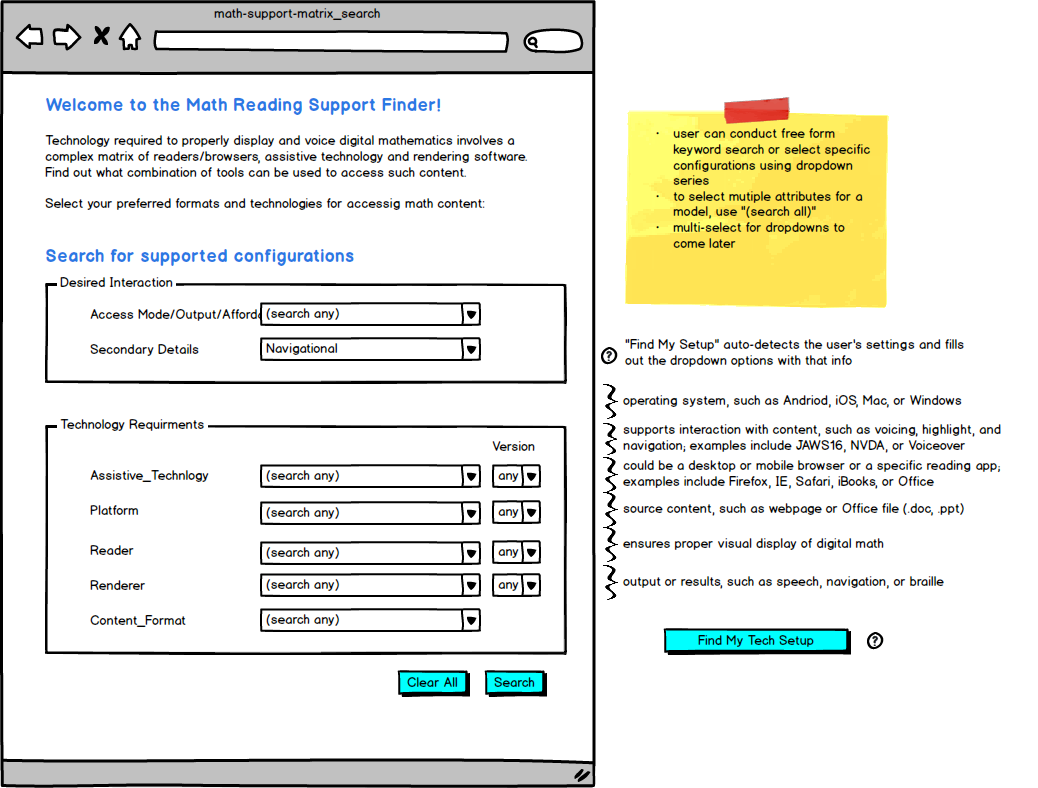 math-support-matrix_search
Welcome to the Math Reading Support Finder!
Technology required to properly display and voice digital mathematics involves a
complex matrix of readers/browsers, assistive technology and rendering software.
Find out what combination of tools can be used to access such content.
Select your preferred formats and technologies for accessig math content:
Search for supported configurations
Desired Interaction
Access Mode/Output/Afforda (search any)
Secondary Details Navigational
Technology Requirments
Version
Assistive_Technlogy (search any) any
Platform (search any) any
Reader (search any) any
Renderer (search any) any
Content_Format (search any)
Clear All Search
· user can conduct free form
keyword search or select specific
configurations using dropdown
series
· to select mutiple attributes for a
model, use "(search all)"
· multi-select for dropdowns to
come later
? "Find My Setup" auto-detects the user's settings and fills
out the dropdown options with that info
operating system, such as Andriod, iOS, Mac, or Windows
supports interaction with content, such as voicing, highlight, and
navigation; examples include JAWS16, NVDA, or Voiceover
could be a desktop or mobile browser or a specific reading app;
examples include Firefox, IE, Safari, iBooks, or Office
source content, such as webpage or Office file (.doc, .ppt)
ensures proper visual display of digital math
output or results, such as speech, navigation, or braille
Find My Tech Setup ?